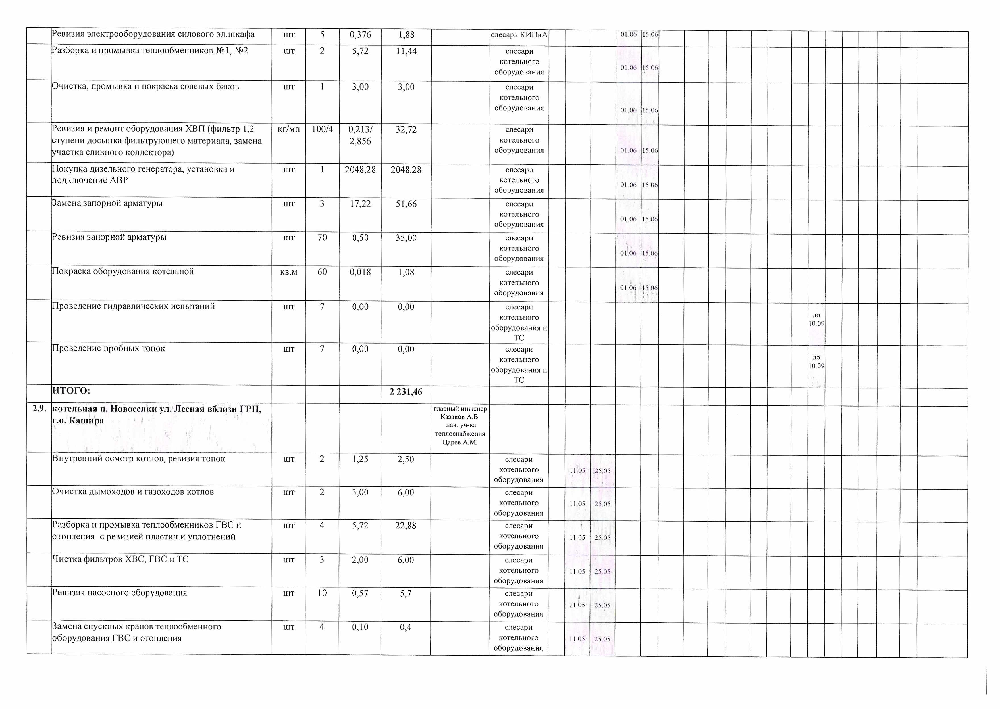 Ревизия электрооборудования силового эл.шкафа шт 5 0,376 1,88 слесарь КИПиА 01.06 15.06
Разборка и промывка теплообменников №1, №2 шт 2 5,72 11,44 слесари
котельного
оборудования 01.06 15.06
Очистка, промывка и покраска солевых баков шт 1 3,00 3,00 слесари
котельного
оборудования 01.06 15.06
Ревизия и ремонт оборудования ХВП (фильтр 1,2 кг/мп 100/4 0,213/ 32,72 слесари
ступени досыпка фильтрующего материала, замена 2,856 котельного
участка сливного коллектора) оборудования 01.06 15.06
Покупка дизельного генератора, установка и шт 1 2048,28 2048,28 слесари
подключение АВР котельного
оборудования 01.06 15.06
Замена запорной арматуры шт 3 17,22 51,66 слесари
котельного
оборудования 01.06 15.06
Ревизия запорной арматуры шт 70 0,50 35,00 слесари
котельного
оборудования 01.06 15.06
Покраска оборудования котельной кв.м 60 0,018 1,08 слесари
котельного
оборудования 01.06 15.06
Проведение гидравлических испытаний шт 7 0,00 0,00 слесари
котельного до
оборудования и 10.09
ТС
Проведение пробных топок шт 7 0,00 0,00 слесари
котельного до
оборудования и 10.09
ТС
ИТОГО: 2 231,46
2.9. котельная п. Новоселки ул. Лесная вблизи ГРП, главный инженер
г.о. Кашира Казаков А.В.
нач. уч-ка
теплоснабжения
Царев А.М.
Внутренний осмотр котлов, ревизия топок шт 2 1,25 2,50 слесари
котельного 11.05 25.05
оборудования
Очистка дымоходов и газоходов котлов шт 2 3,00 6,00 слесари
котельного 11.05 25.05
оборудования
Разборка и промывка теплообменников ГВС и шт 4 5,72 22,88 слесари
отопления с ревизией пластин и уплотнений котельного 11.05 25.05
оборудования
Чистка фильтров ХВС, ГВС и ТС шт 3 2,00 6,00 слесари
котельного 11.05 25.05
оборудования
Ревизия насосного оборудования шт 10 0,57 5,7 слесари
котельного 11.05 25.05
оборудования
Замена спускных кранов теплообменного шт 4 0,10 0,4 слесари
оборудования ГВС и отопления котельного 11.05 25.05
оборудования